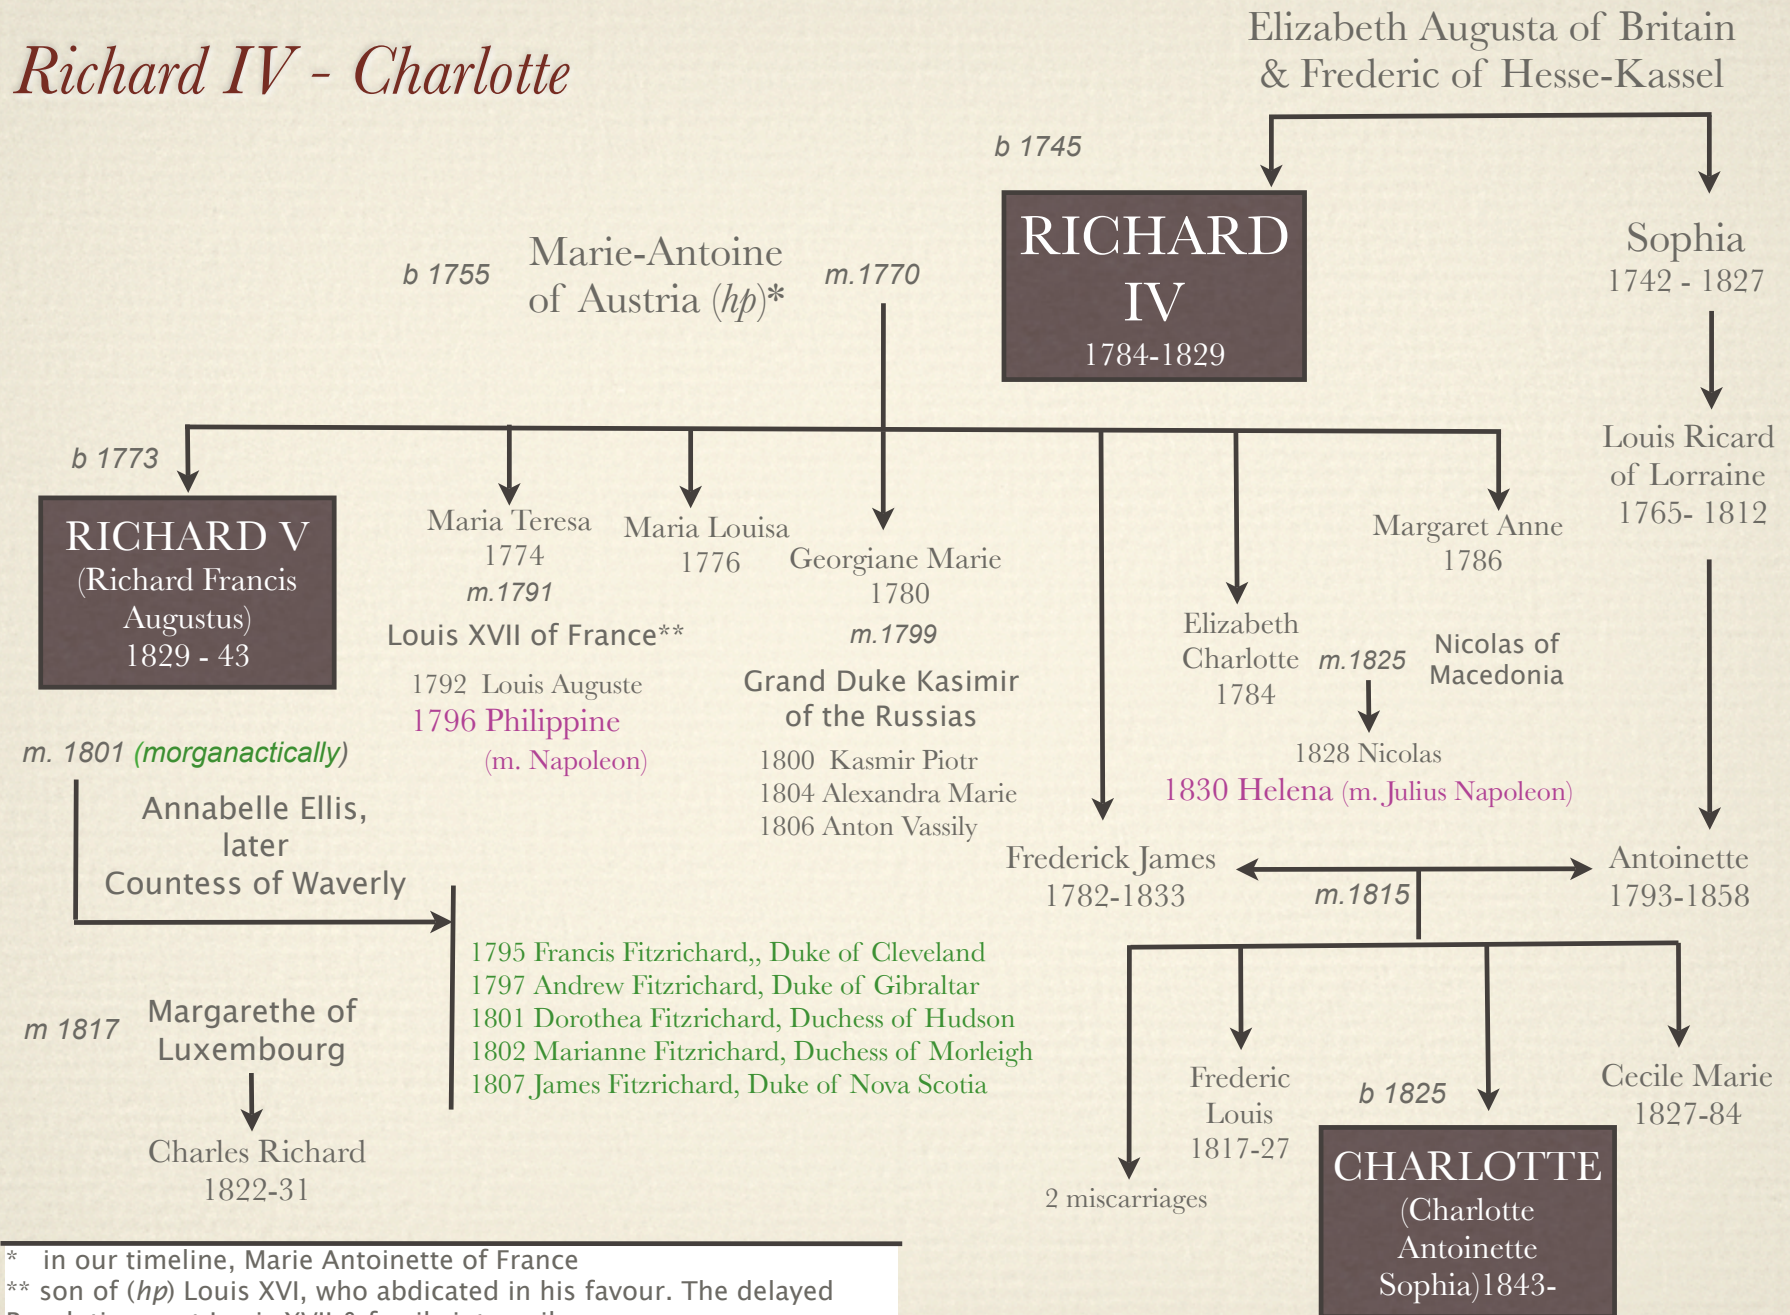 Richard IV - Charlotte
Elizabeth Augusta of Britain
& Frederic of Hesse-Kassel
b 1745
RICHARD
IV
1784-1829
Sophia
1742 - 1827
b 1755
Marie-Antoine
of Austria (hp)*
m.1770
Louis Ricard
of Lorraine
1765- 1812
b 1773
RICHARD V
(Richard Francis
Augustus)
1829 - 43
Maria Teresa
1774
m.1791
Louis XVII of France**
1792 Louis Auguste
1796 Philippine
(m. Napoleon)
Maria Louisa
1776
Georgiane Marie
1780
m.1799
Grand Duke Kasimir
of the Russias
1800 Kasmir Piotr
1804 Alexandra Marie
1806 Anton Vassily
Margaret Anne
1786
Elizabeth
Charlotte
1784
m.1825
Nicolas of
Macedonia
1828 Nicolas
1830 Helena (m. Julius Napoleon)
m. 1801 (morganactically)
Annabelle Ellis,
later
Countess of Waverly
Frederick James
1782-1833
m.1815
Antoinette
1793-1858
1795 Francis Fitzrichard,, Duke of Cleveland
1797 Andrew Fitzrichard, Duke of Gibraltar
1801 Dorothea Fitzrichard, Duchess of Hudson
1802 Marianne Fitzrichard, Duchess of Morleigh
1807 James Fitzrichard, Duke of Nova Scotia
m 1817
Margarethe of
Luxembourg
Charles Richard
1822-31
2 miscarriages
Frederic
Louis
1817-27
b 1825
CHARLOTTE
(Charlotte
Antoinette
Sophia)1843-
Cecile Marie
1827-84
* in our timeline, Marie Antoinette of France
** son of (hp) Louis XVI, who abdicated in his favour. The delayed